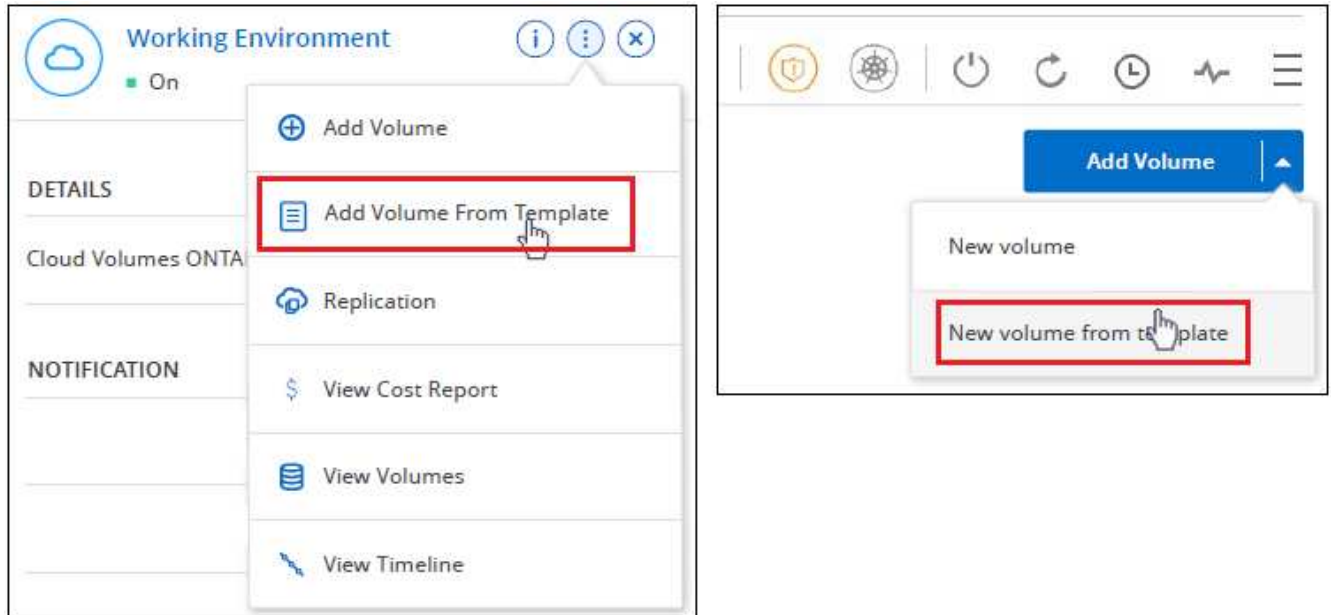 Working Environment
On
Add Volume
DETAILS
Add Volume From Template
Cloud Volumes ONTA
Replication
NOTIFICATION
View Cost Report
View Volumes
View Timeline
Add Volume
New volume
New volume from template